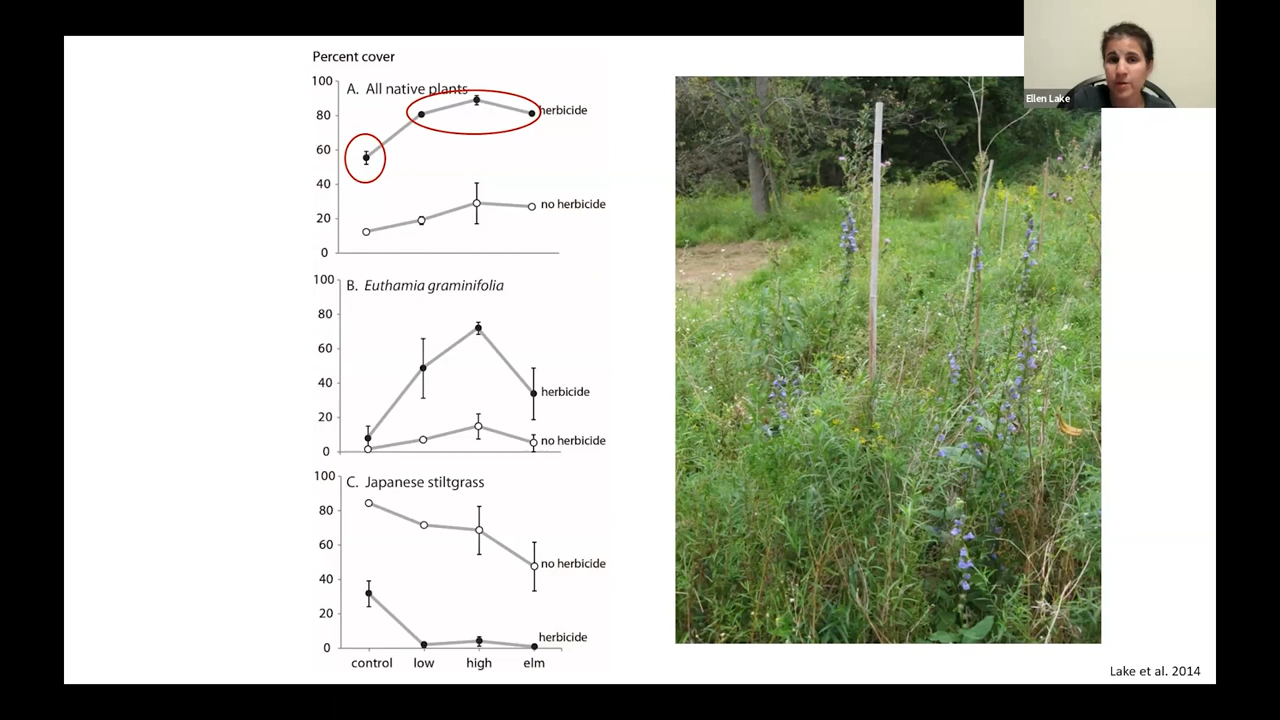 Percent cover
100
80
60
40
20
0
A. All native plants
herbicide
no herbicide
100
80
60
40
20
0
B. Euthamia graminifolia
herbicide
no herbicide
100
80
60
40
20
0
C. Japanese stiltgrass
no herbicide
herbicide
control low high elm
Ellen Lake
Lake et al. 2014